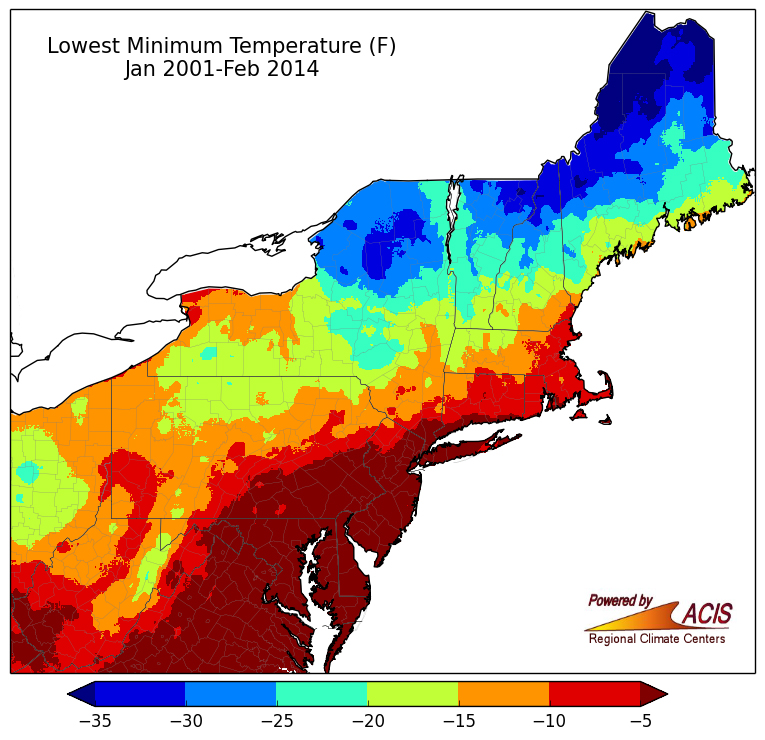 Lowest Minimum Temperature (F)
Jan 2001-Feb 2014
Powered by
ACIS
Regional Climate Centers
−35 −30 −25 −20 −15 −10 −5